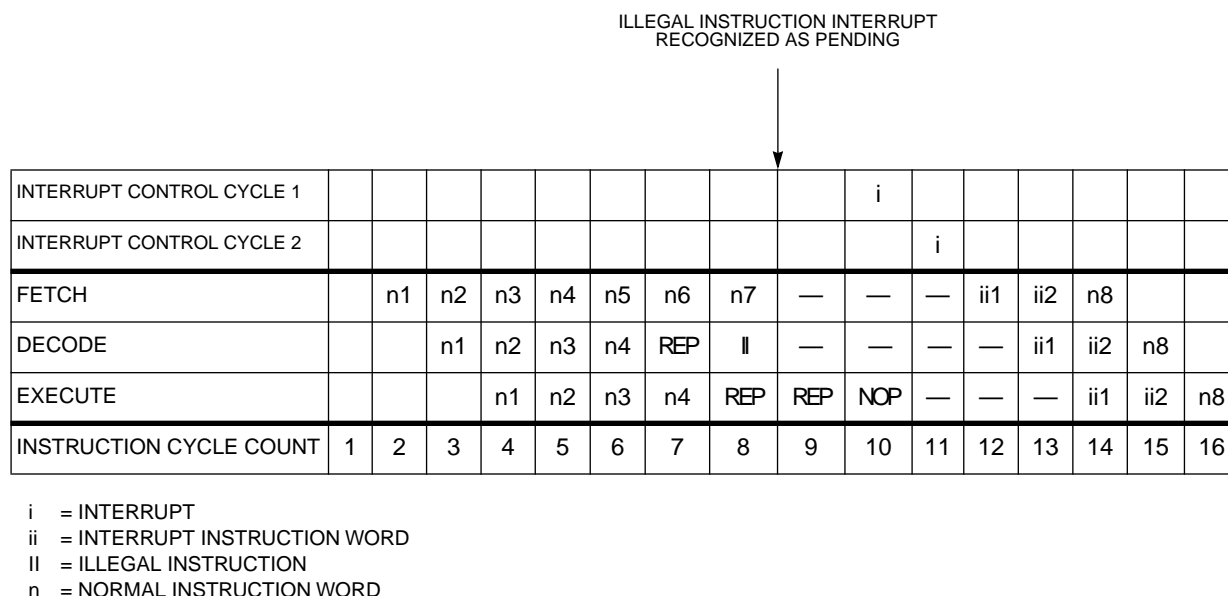 ILLEGAL INSTRUCTION INTERRUPT
RECOGNIZED AS PENDING
INTERRUPT CONTROL CYCLE 1 i
INTERRUPT CONTROL CYCLE 2 i
FETCH n1 n2 n3 n4 n5 n6 n7 — — — ii1 ii2 n8
DECODE n1 n2 n3 n4 REP II — — — — ii1 ii2 n8
EXECUTE n1 n2 n3 n4 REP REP NOP — — — ii1 ii2 n8
INSTRUCTION CYCLE COUNT 1 2 3 4 5 6 7 8 9 10 11 12 13 14 15 16
i = INTERRUPT
ii = INTERRUPT INSTRUCTION WORD
II = ILLEGAL INSTRUCTION
n = NORMAL INSTRUCTION WORD